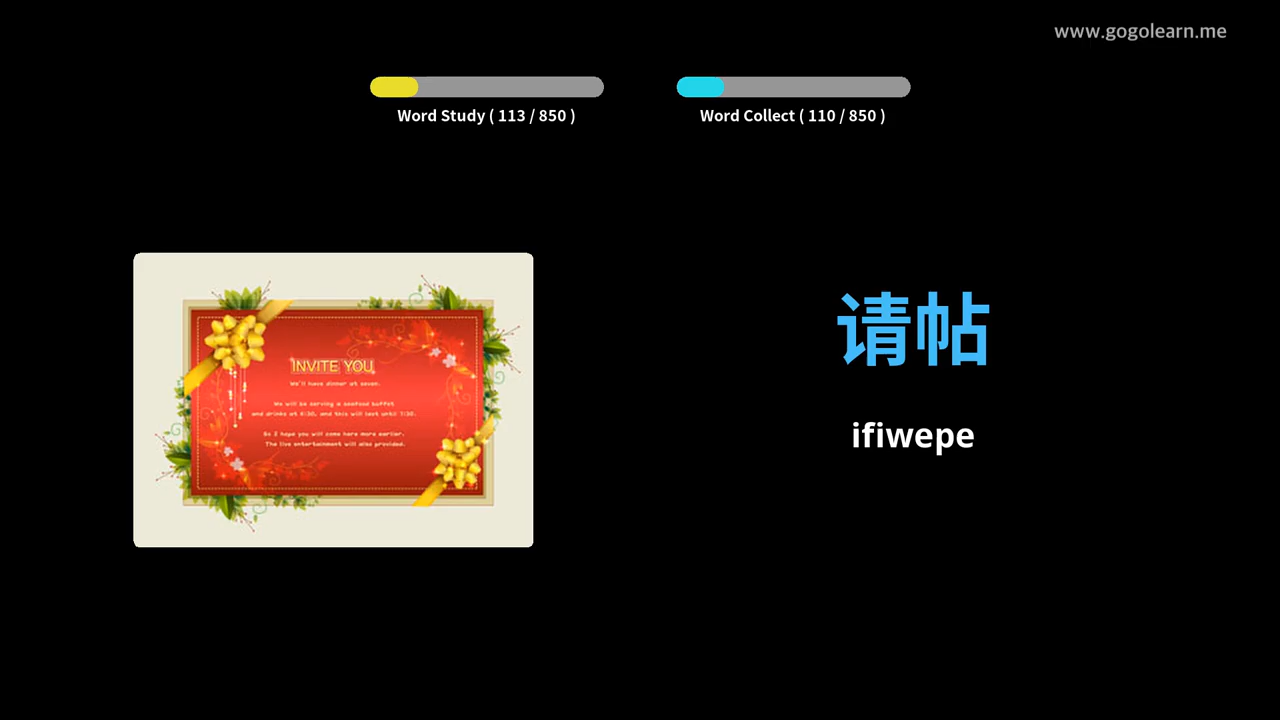 www.gogolearn.me
Word Study ( 113 / 850 )
Word Collect ( 110 / 850 )
INVITE YOU
We'll have dinner at seven.
We will be serving a seafood buffet
and drinks at 6:30, and this will last until 7:30.
So I hope you will come here more earlier.
The live entertainment will also provided.
请帖
ifiwepe